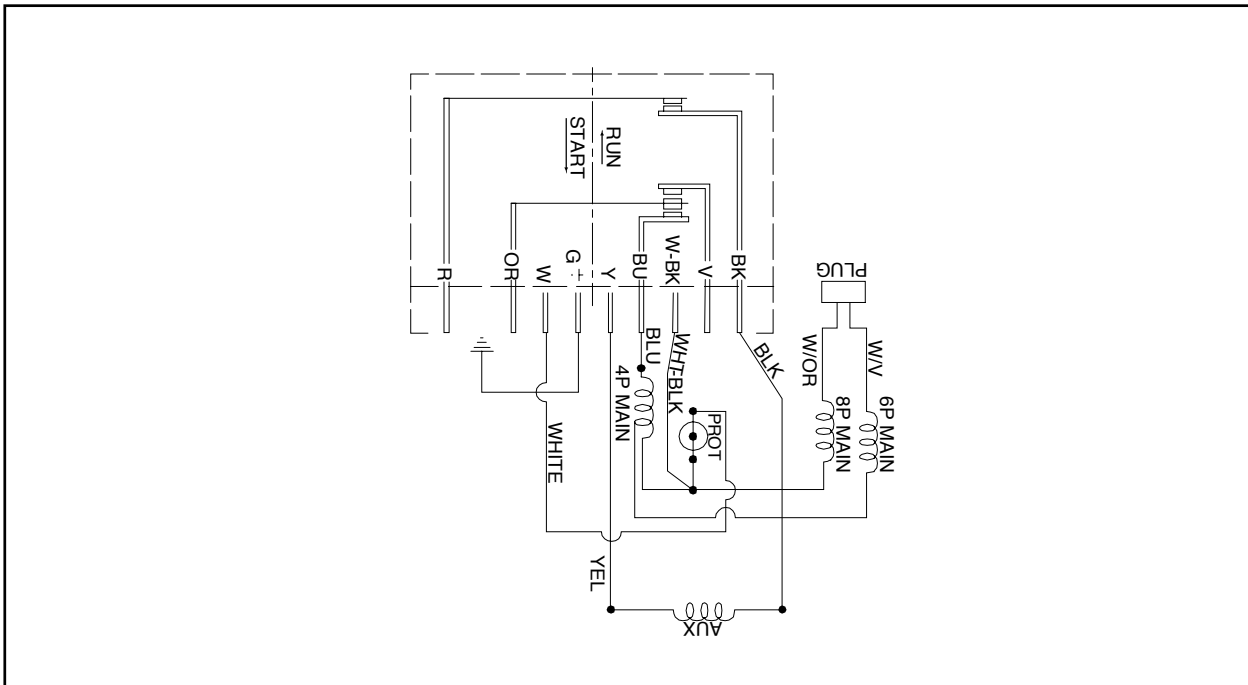 RUN
START
R
OR
W
G
Y
BU
W-BK
V
BK
PLUG
BLU
WHT-BLK
BLK
W/OR
W/V
4P MAIN
PROT
8P MAIN
6P MAIN
WHITE
YEL
AUX